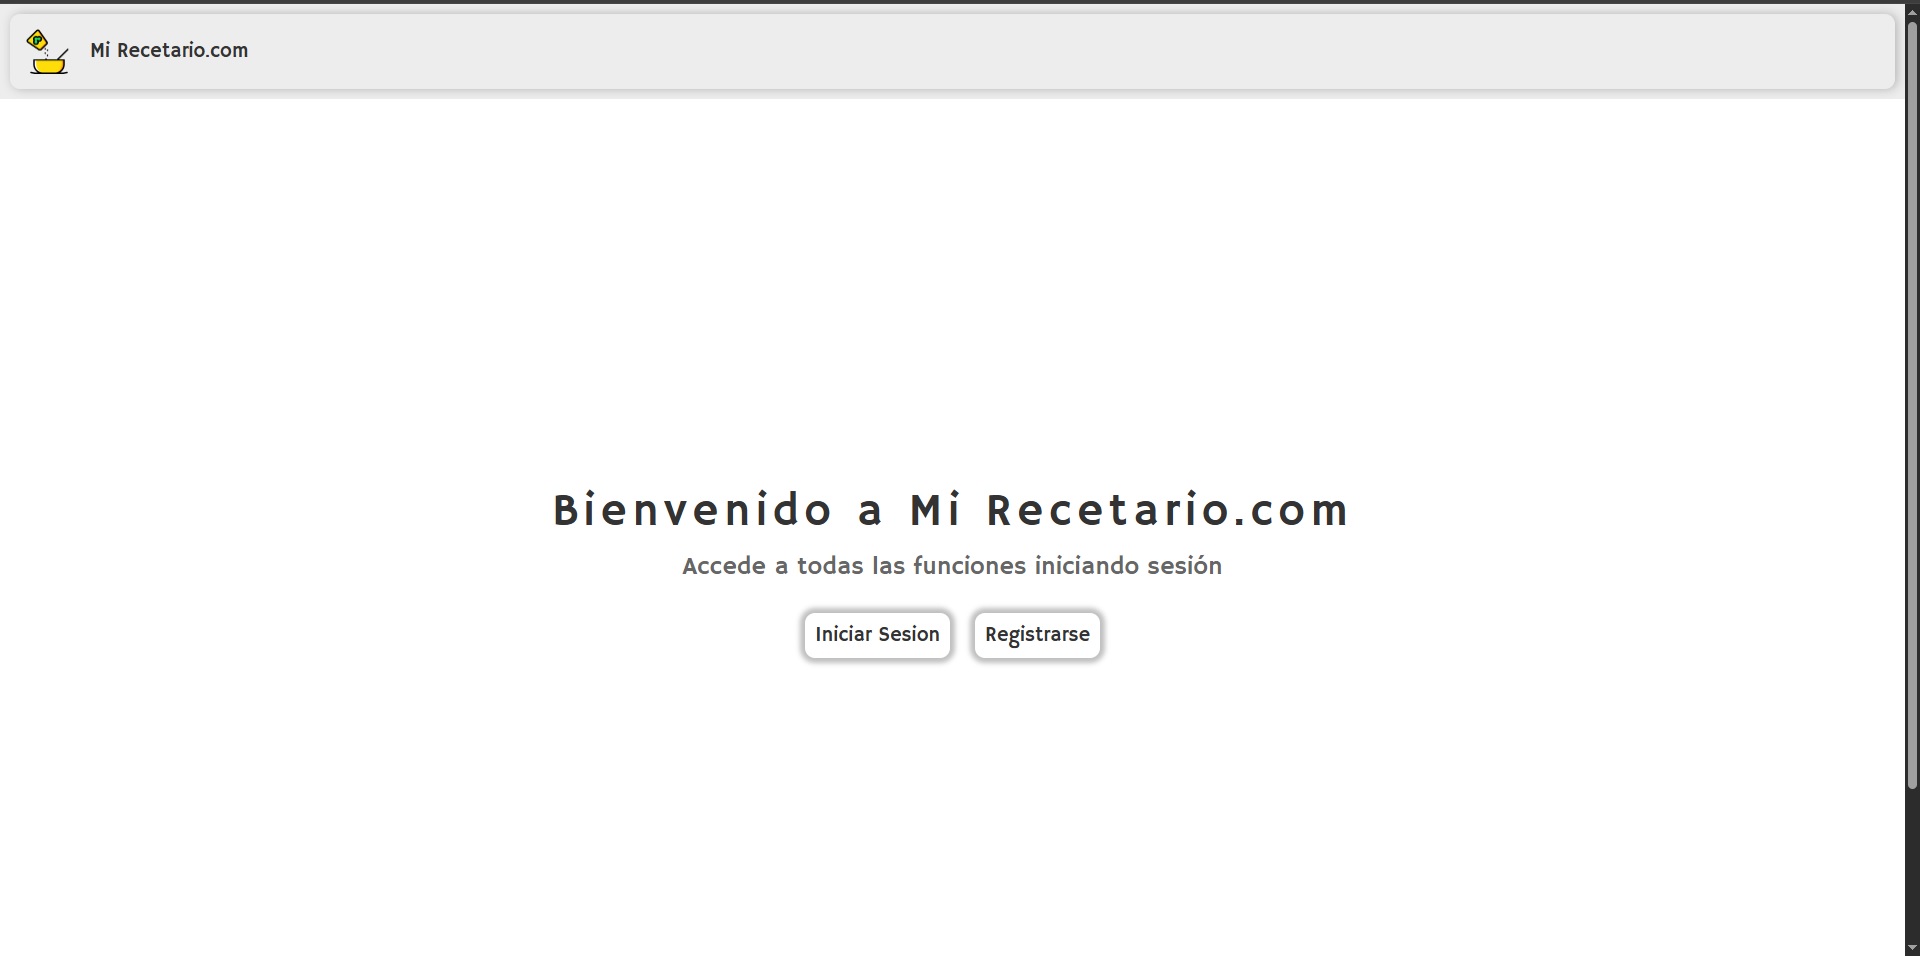 Mi Recetario.com
Bienvenido a Mi Recetario.com
Accede a todas las funciones iniciando sesión
Iniciar Sesion
Registrarse